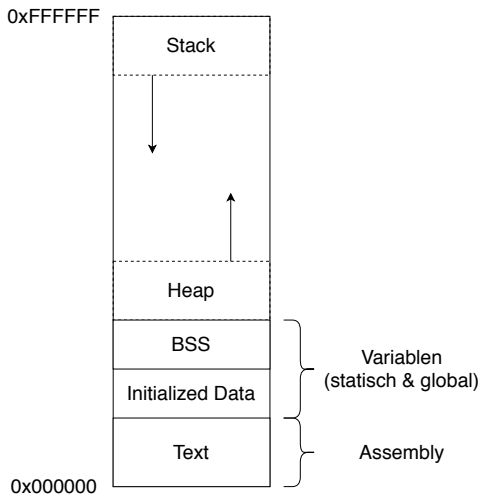 0xFFFFFF
Stack
Heap
BSS
Initialized Data
Variablen
(statisch & global)
Text
Assembly
0x000000